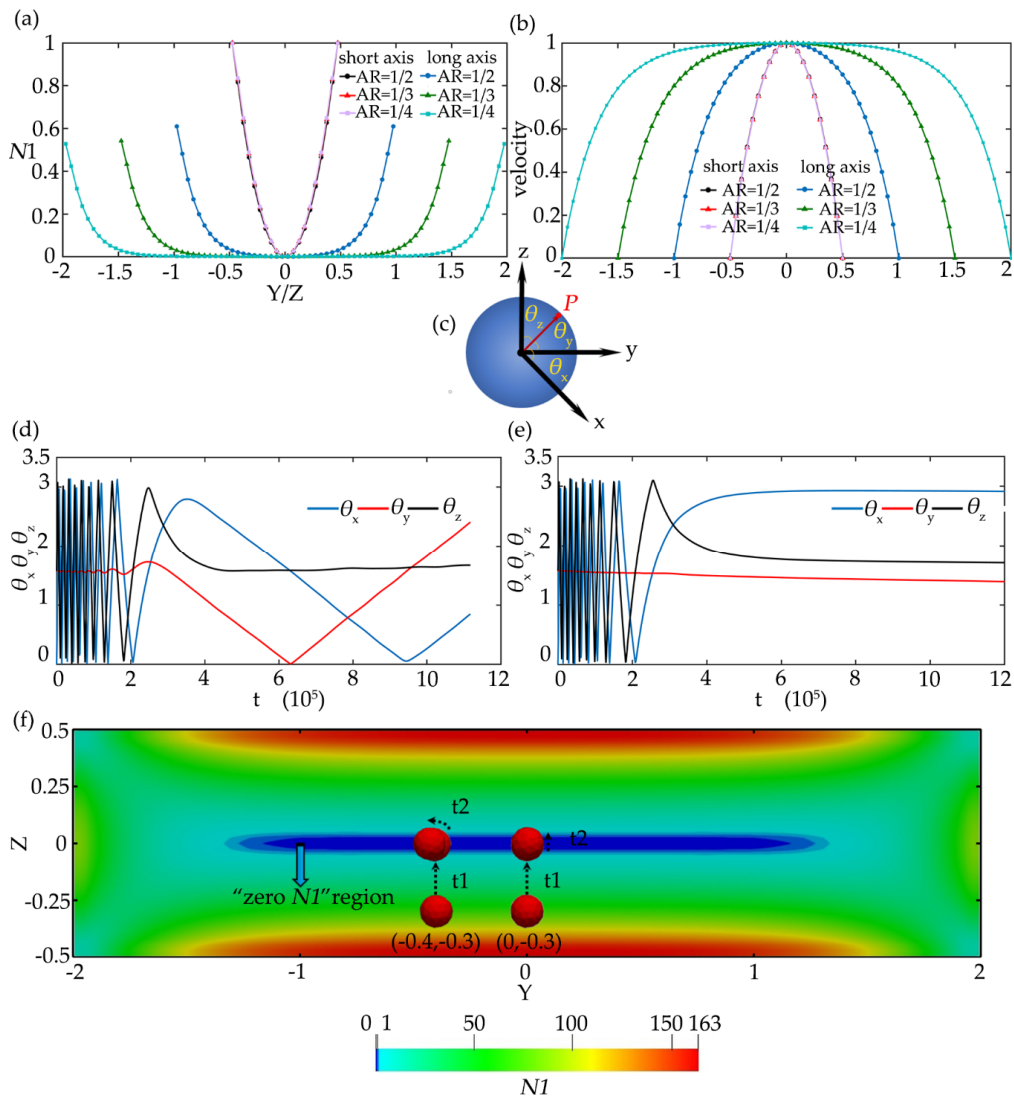 (a)
N1
1
0.8
0.6
0.4
0.2
0
short axis long axis
AR=1/2 AR=1/2
AR=1/3 AR=1/3
AR=1/4 AR=1/4
-2 -1.5 -1 -0.5 0 0.5 1 1.5 2
Y/Z
(b)
velocity
1
0.8
0.6
0.4
0.2
0
short axis long axis
AR=1/2 AR=1/2
AR=1/3 AR=1/3
AR=1/4 AR=1/4
-2 -1.5 -1 -0.5 0 0.5 1 1.5 2
(c)
z
P
θz
θy
y
θx
x
(d)
θx θy θz
3.5
3
2
1
0
θx θy θz
0 2 4 6 8 10 12
t (10⁵)
(e)
θx θy θz
3.5
3
2
1
0
θx θy θz
0 2 4 6 8 10 12
t (10⁵)
(f)
Z
0.5
0.25
0
-0.25
-0.5
t2
t2
"zero N1"region
t1 t1
(-0.4,-0.3) (0,-0.3)
-2 -1 0 1 2
Y
0 1 50 100 150 163
N1